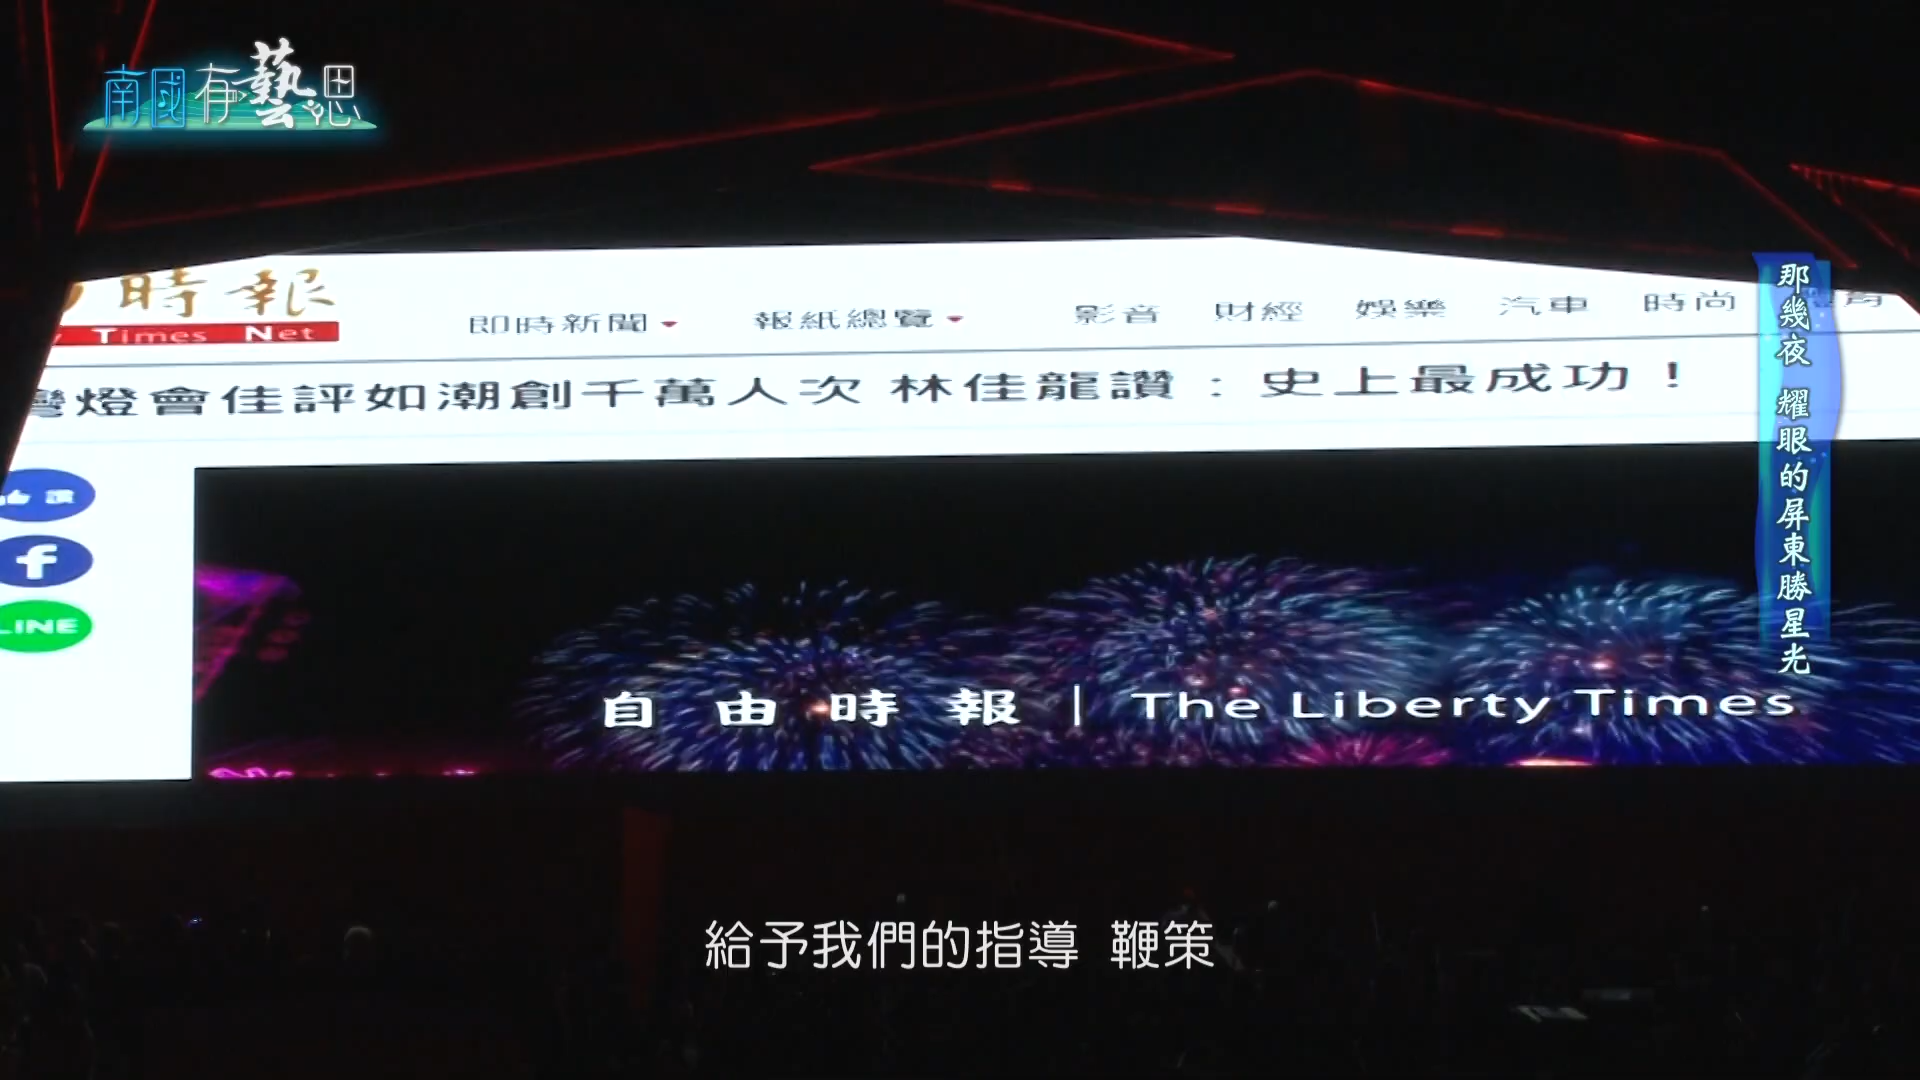 南國有藝思
時報
Times Net
即時新聞 報紙總覽 影音 財經 娛樂 汽車 時尚
燈會佳評如潮創千萬人次 林佳龍讚：史上最成功！
讚
LINE
自由時報｜The Liberty Times
那幾夜 耀眼的屏東勝星光
給予我們的指導 鞭策